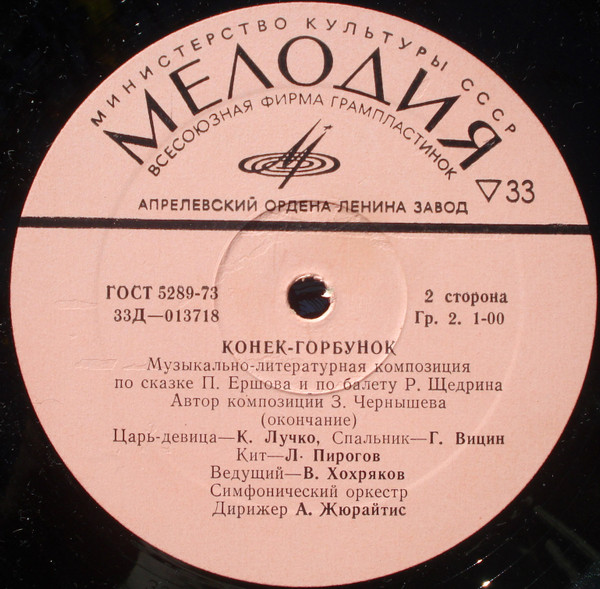 МИНИСТЕРСТВО КУЛЬТУРЫ СССР
МЕЛОДИЯ
ВСЕСОЮЗНАЯ ФИРМА ГРАМПЛАСТИНОК
▽33
АПРЕЛЕВСКИЙ ОРДЕНА ЛЕНИНА ЗАВОД
ГОСТ 5289-73
33Д—013718
2 сторона
Гр. 2. 1-00
КОНЕК-ГОРБУНОК
Музыкально-литературная композиция
по сказке П. Ершова и по балету Р. Щедрина
Автор композиции З. Чернышева
(окончание)
Царь-девица—К. Лучко, Спальник—Г. Вицин
Кит—Л. Пирогов
Ведущий—В. Хохряков
Симфонический оркестр
Дирижер А. Жюрайтис